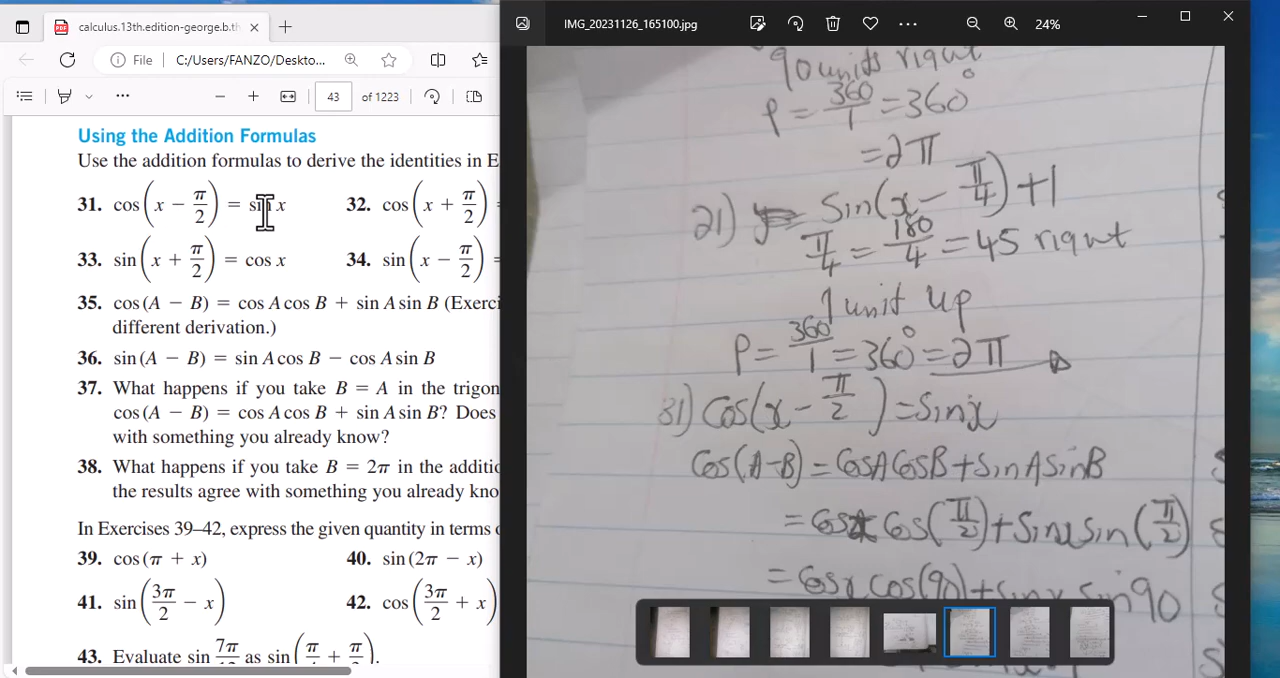 calculus.13th.edition-george.b.th
File
C:/Users/FANZO/Deskto...
43
of 1223
Using the Addition Formulas
Use the addition formulas to derive the identities in E
31. cos(x − π/2) = sin x
32. cos(x + π/2) =
33. sin(x + π/2) = cos x
34. sin(x − π/2) =
35. cos(A − B) = cos A cos B + sin A sin B (Exerci
different derivation.)
36. sin(A − B) = sin A cos B − cos A sin B
37. What happens if you take B = A in the trigon
cos(A − B) = cos A cos B + sin A sin B? Does
with something you already know?
38. What happens if you take B = 2π in the additio
the results agree with something you already kno
In Exercises 39–42, express the given quantity in terms o
39. cos(π + x)
40. sin(2π − x)
41. sin(3π/2 − x)
42. cos(3π/2 + x)
43. Evaluate sin 7π/ as sin(π/ + π/).
IMG_20231126_165100.jpg
24%
90 units right
P = 360/1 = 360°
= 2π
21) sin(x − π/4) + 1
π/4 = 180/4 = 45 right
1 unit up
P = 360/1 = 360° = 2π
31) Cos(x − π/2) = Sinx
Cos(A−B) = CosACosB + SinASinB
= Cosx Cos(π/2) + Sinx sin(π/2)
= Cosx cos(90) + sinx sin90